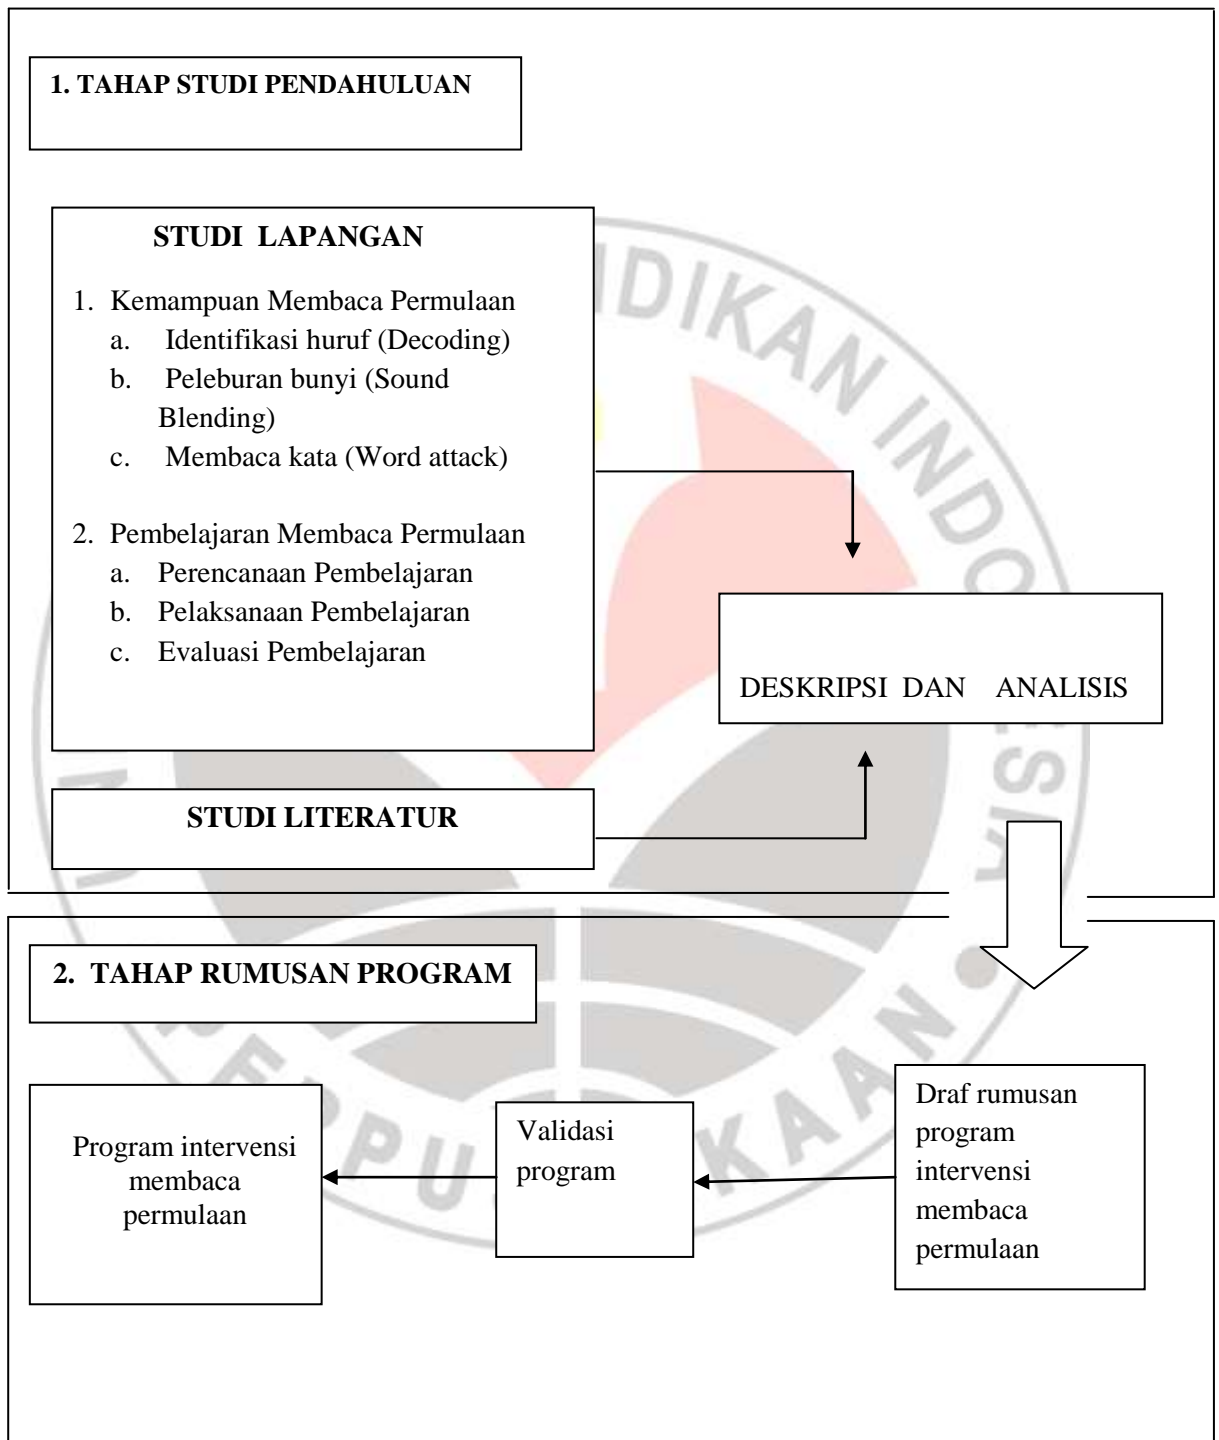 1. TAHAP STUDI PENDAHULUAN
STUDI LAPANGAN
1. Kemampuan Membaca Permulaan
a. Identifikasi huruf (Decoding)
b. Peleburan bunyi (Sound
Blending)
c. Membaca kata (Word attack)
2. Pembelajaran Membaca Permulaan
a. Perencanaan Pembelajaran
b. Pelaksanaan Pembelajaran
c. Evaluasi Pembelajaran
DESKRIPSI DAN ANALISIS
STUDI LITERATUR
2. TAHAP RUMUSAN PROGRAM
Program intervensi
membaca
permulaan
Validasi
program
Draf rumusan
program
intervensi
membaca
permulaan